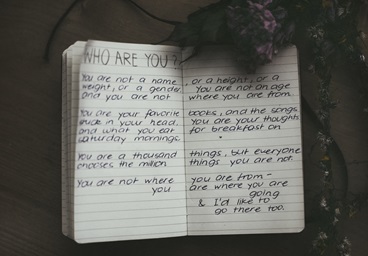 WHO ARE YOU?
You are not a name, or a height, or a
weight, or a gender, You are not an age
and you are not where you are from.
You are your favorite books, and the songs
stuck in your head. You are your thoughts
and what you eat for breakfast on
saturday mornings.
You are a thousand things, but everyone
chooses the million things you are not.
You are not where you are from -
you are where you are
going
& I'd like to
go there too.